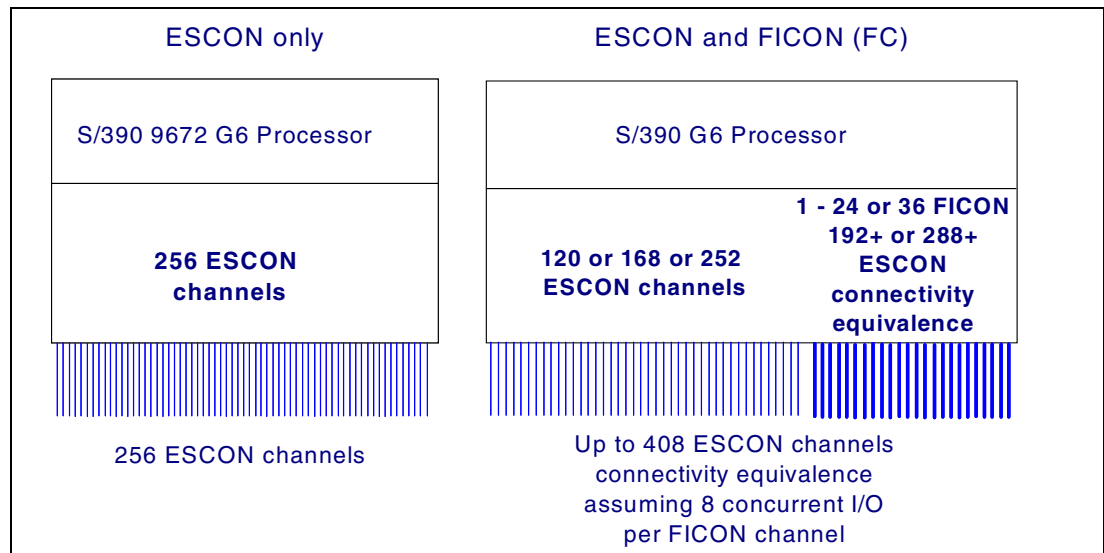 ESCON only
S/390 9672 G6 Processor
256 ESCON
channels
256 ESCON channels
ESCON and FICON (FC)
S/390 G6 Processor
120 or 168 or 252
ESCON channels
1 - 24 or 36 FICON
192+ or 288+
ESCON
connectivity
equivalence
Up to 408 ESCON channels
connectivity equivalence
assuming 8 concurrent I/O
per FICON channel